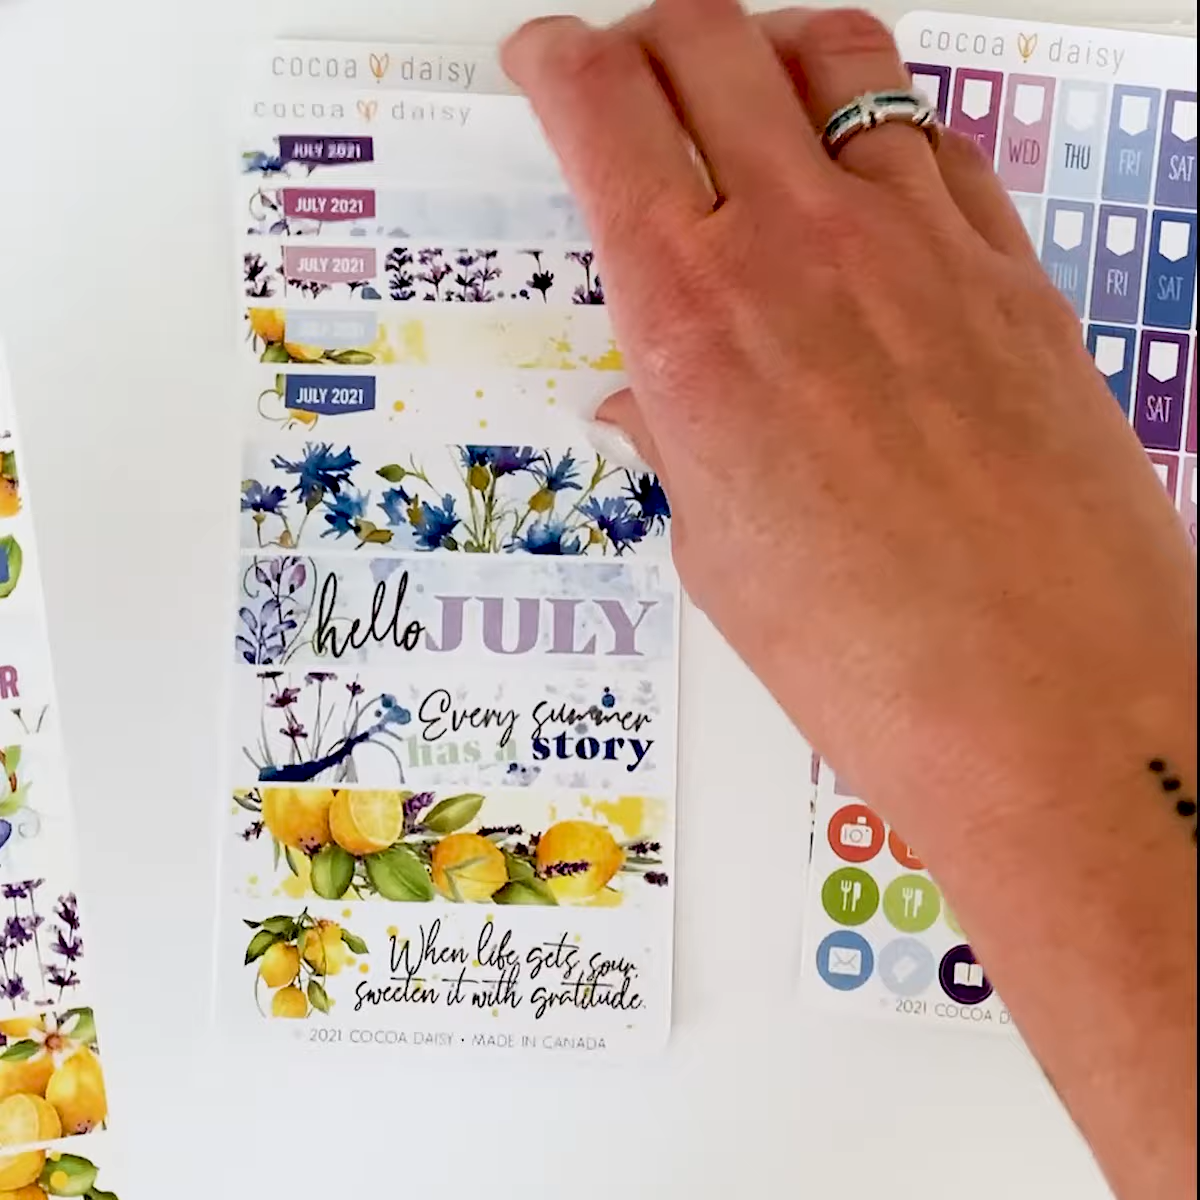 cocoa daisy
cocoa daisy
JULY 2021
JULY 2021
JULY 2021
JULY 2021
JULY 2021
hello JULY
Every summer
has a story
When life gets sour,
sweeten it with gratitude.
© 2021 COCOA DAISY • MADE IN CANADA
cocoa daisy
WED THU FRI SAT
THU FRI SAT
SAT
© 2021 COCOA
R